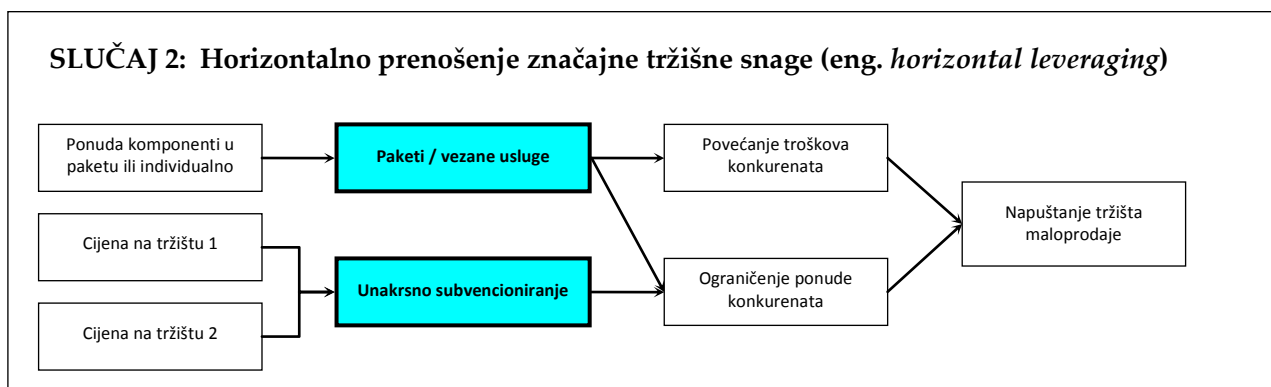 SLUČAJ 2: Horizontalno prenošenje značajne tržišne snage (eng. horizontal leveraging)
Ponuda komponenti u
paketu ili individualno
Paketi / vezane usluge
Povećanje troškova
konkurenata
Cijena na tržištu 1
Napuštanje tržišta
maloprodaje
Unakrsno subvencioniranje
Ograničenje ponude
konkurenata
Cijena na tržištu 2